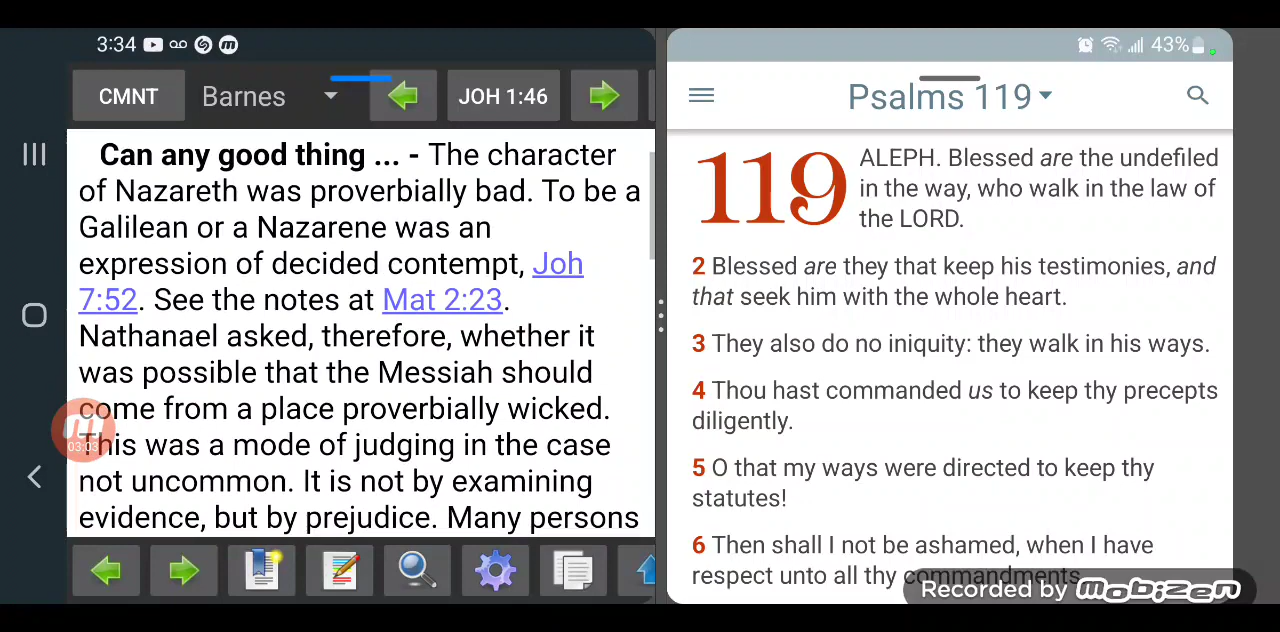 3:34
CMNT Barnes JOH 1:46
Can any good thing ... - The character
of Nazareth was proverbially bad. To be a
Galilean or a Nazarene was an
expression of decided contempt, Joh
7:52. See the notes at Mat 2:23.
Nathanael asked, therefore, whether it
was possible that the Messiah should
come from a place proverbially wicked.
This was a mode of judging in the case
not uncommon. It is not by examining
evidence, but by prejudice. Many persons
03:03
43%
Psalms 119
119 ALEPH. Blessed are the undefiled
in the way, who walk in the law of
the LORD.
2 Blessed are they that keep his testimonies, and
that seek him with the whole heart.
3 They also do no iniquity: they walk in his ways.
4 Thou hast commanded us to keep thy precepts
diligently.
5 O that my ways were directed to keep thy
statutes!
6 Then shall I not be ashamed, when I have
respect unto all thy commandments
Recorded by mobizen